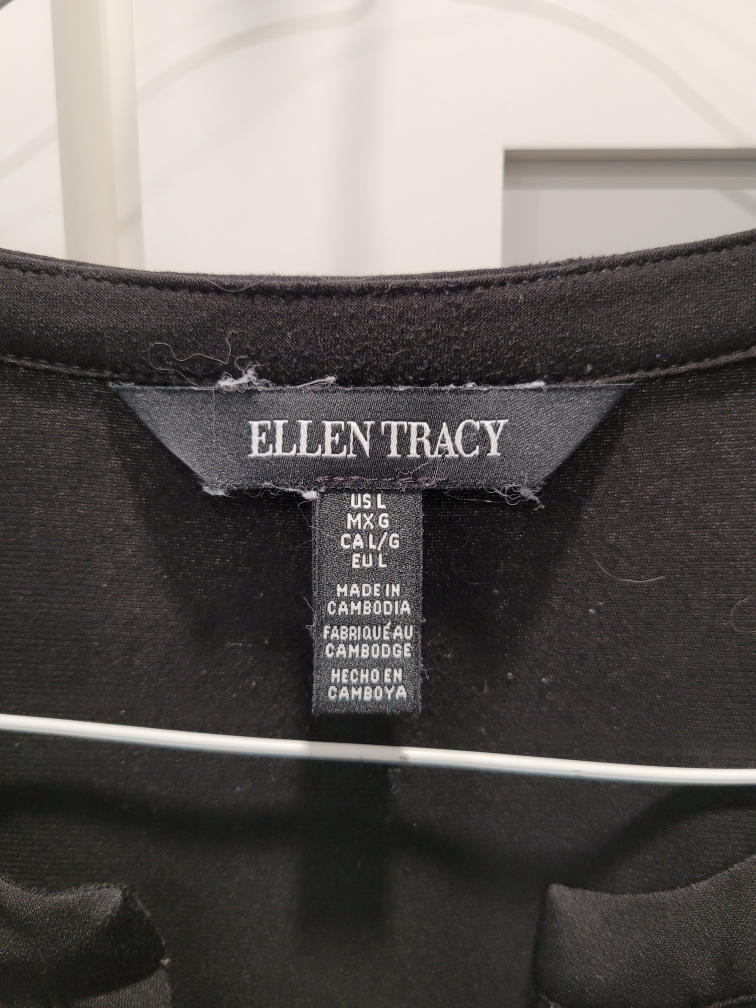 ELLEN TRACY
US L
MX G
CA L/G
EU L
MADE IN
CAMBODIA
FABRIQUÉ AU
CAMBODGE
HECHO EN
CAMBOYA